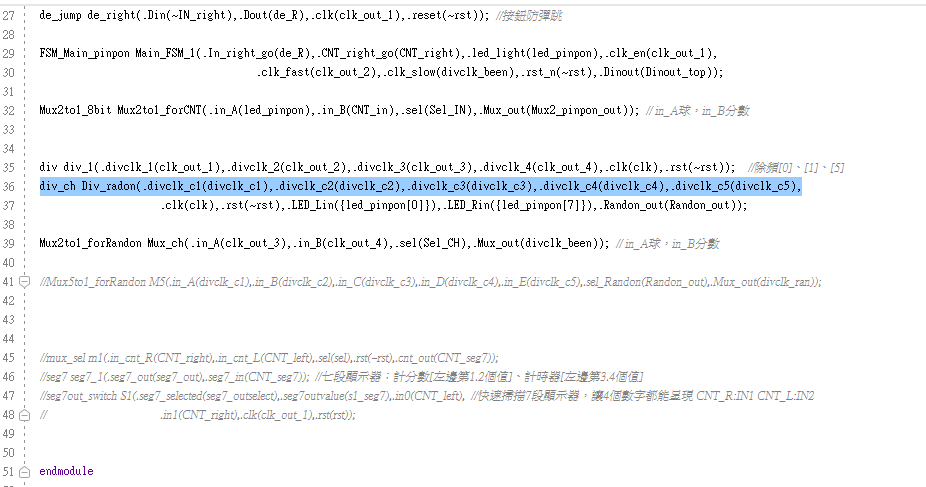 27 de_jump de_right(.Din(~IN_right),.Dout(de_R),.clk(clk_out_1),.reset(~rst)); //按鈕防彈跳
28
29 FSM_Main_pinpon Main_FSM_1(.In_right_go(de_R),.CNT_right_go(CNT_right),.led_light(led_pinpon),.clk_en(clk_out_1),
30 .clk_fast(clk_out_2),.clk_slow(divclk_been),.rst_n(~rst),.Dinout(Dinout_top));
31
32 Mux2to1_8bit Mux2to1_forCNT(.in_A(led_pinpon),.in_B(CNT_in),.sel(Sel_IN),.Mux_out(Mux2_pinpon_out)); //in_A球，in_B分數
33
34
35 div div_1(.divclk_1(clk_out_1),.divclk_2(clk_out_2),.divclk_3(clk_out_3),.divclk_4(clk_out_4),.clk(clk),.rst(~rst)); //除頻[0]、[1]、[5]
36 div_ch Div_radon(.divclk_c1(divclk_c1),.divclk_c2(divclk_c2),.divclk_c3(divclk_c3),.divclk_c4(divclk_c4),.divclk_c5(divclk_c5),
37 .clk(clk),.rst(~rst),.LED_Lin({led_pinpon[0]}),.LED_Rin({led_pinpon[7]}),.Random_out(Random_out));
38
39 Mux2to1_forRandon Mux_ch(.in_A(clk_out_3),.in_B(clk_out_4),.sel(Sel_CH),.Mux_out(divclk_been)); //in_A球，in_B分數
40
41 //Mux5to1_forRandon M5(.in_A(divclk_c1),.in_B(divclk_c2),.in_C(divclk_c3),.in_D(divclk_c4),.in_E(divclk_c5),.sel_Randon(Random_out),.Mux_out(divclk_ran));
42
43
44
45 //mux_sel m1(.in_cnt_R(CNT_right),.in_cnt_L(CNT_left),.sel(sel),.rst(~rst),.cnt_out(CNT_seg7));
46 //seg7 seg7_1(.seg7_out(seg7_out),.seg7_in(CNT_seg7)); //七段顯示器：計分數[左邊第1.2個值]、計時器[左邊第3.4個值]
47 //seg7out_switch S1(.seg7_selected(seg7_outselect),.seg7outvalue(s1_seg7),.in0(CNT_left), //快速掃描7段顯示器，讓4個數字都能呈現 CNT_R:IN1 CNT_L:IN2
48 // .in1(CNT_right),.clk(clk_out_1),.rst(rst));
49
50
51 endmodule